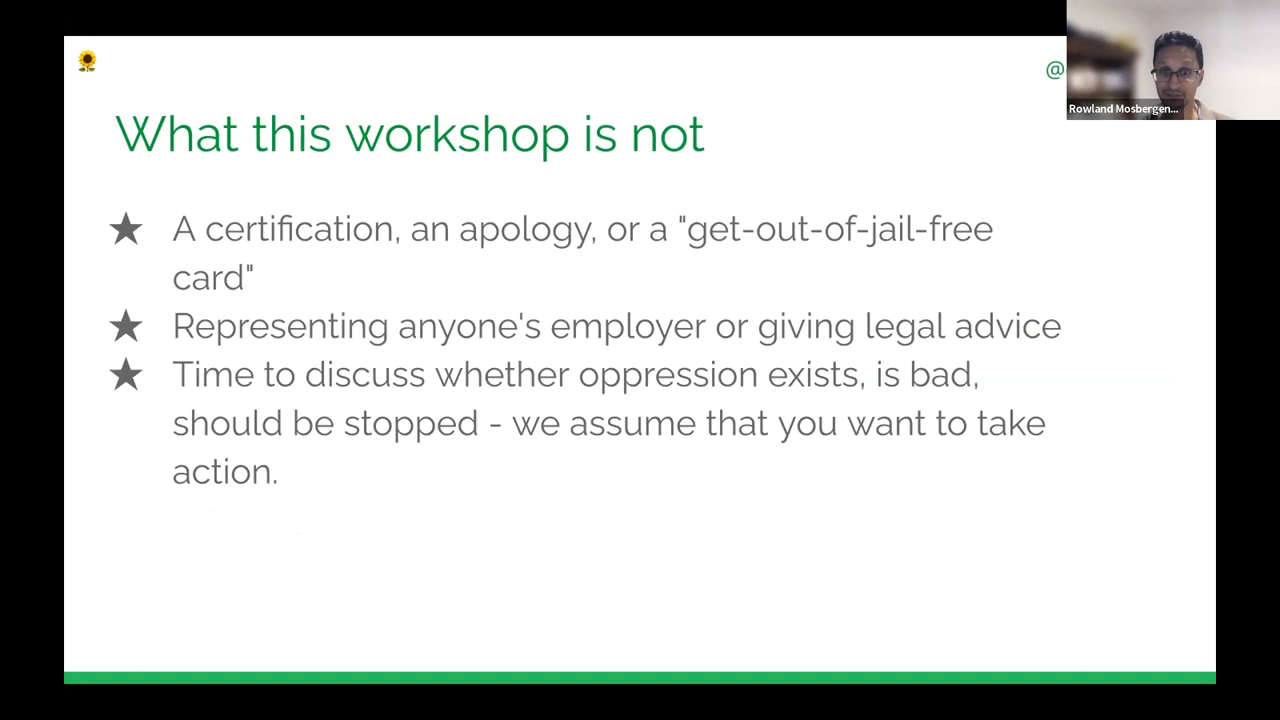 @
Rowland Mosbergen...
What this workshop is not
★ A certification, an apology, or a "get-out-of-jail-free
card"
★ Representing anyone's employer or giving legal advice
★ Time to discuss whether oppression exists, is bad,
should be stopped - we assume that you want to take
action.